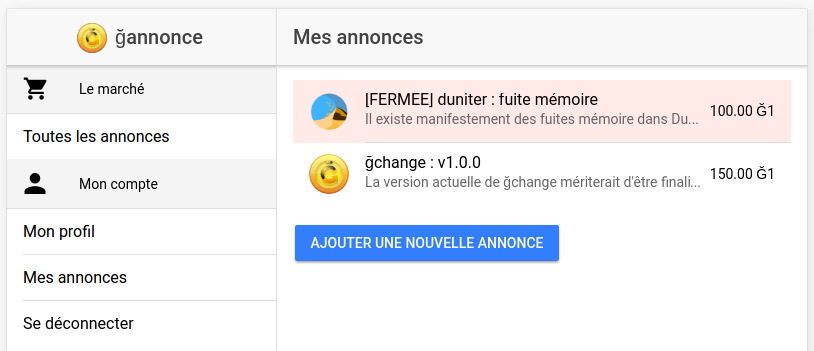 ğannonce
Mes annonces
Le marché
Toutes les annonces
Mon compte
Mon profil
Mes annonces
Se déconnecter
⌊FERMEE⌋ duniter : fuite mémoire
Il existe manifestement des fuites mémoire dans Du...
100.00 Ğ1
ğchange : v1.0.0
La version actuelle de ğchange mériterait d'être finali...
150.00 Ğ1
AJOUTER UNE NOUVELLE ANNONCE